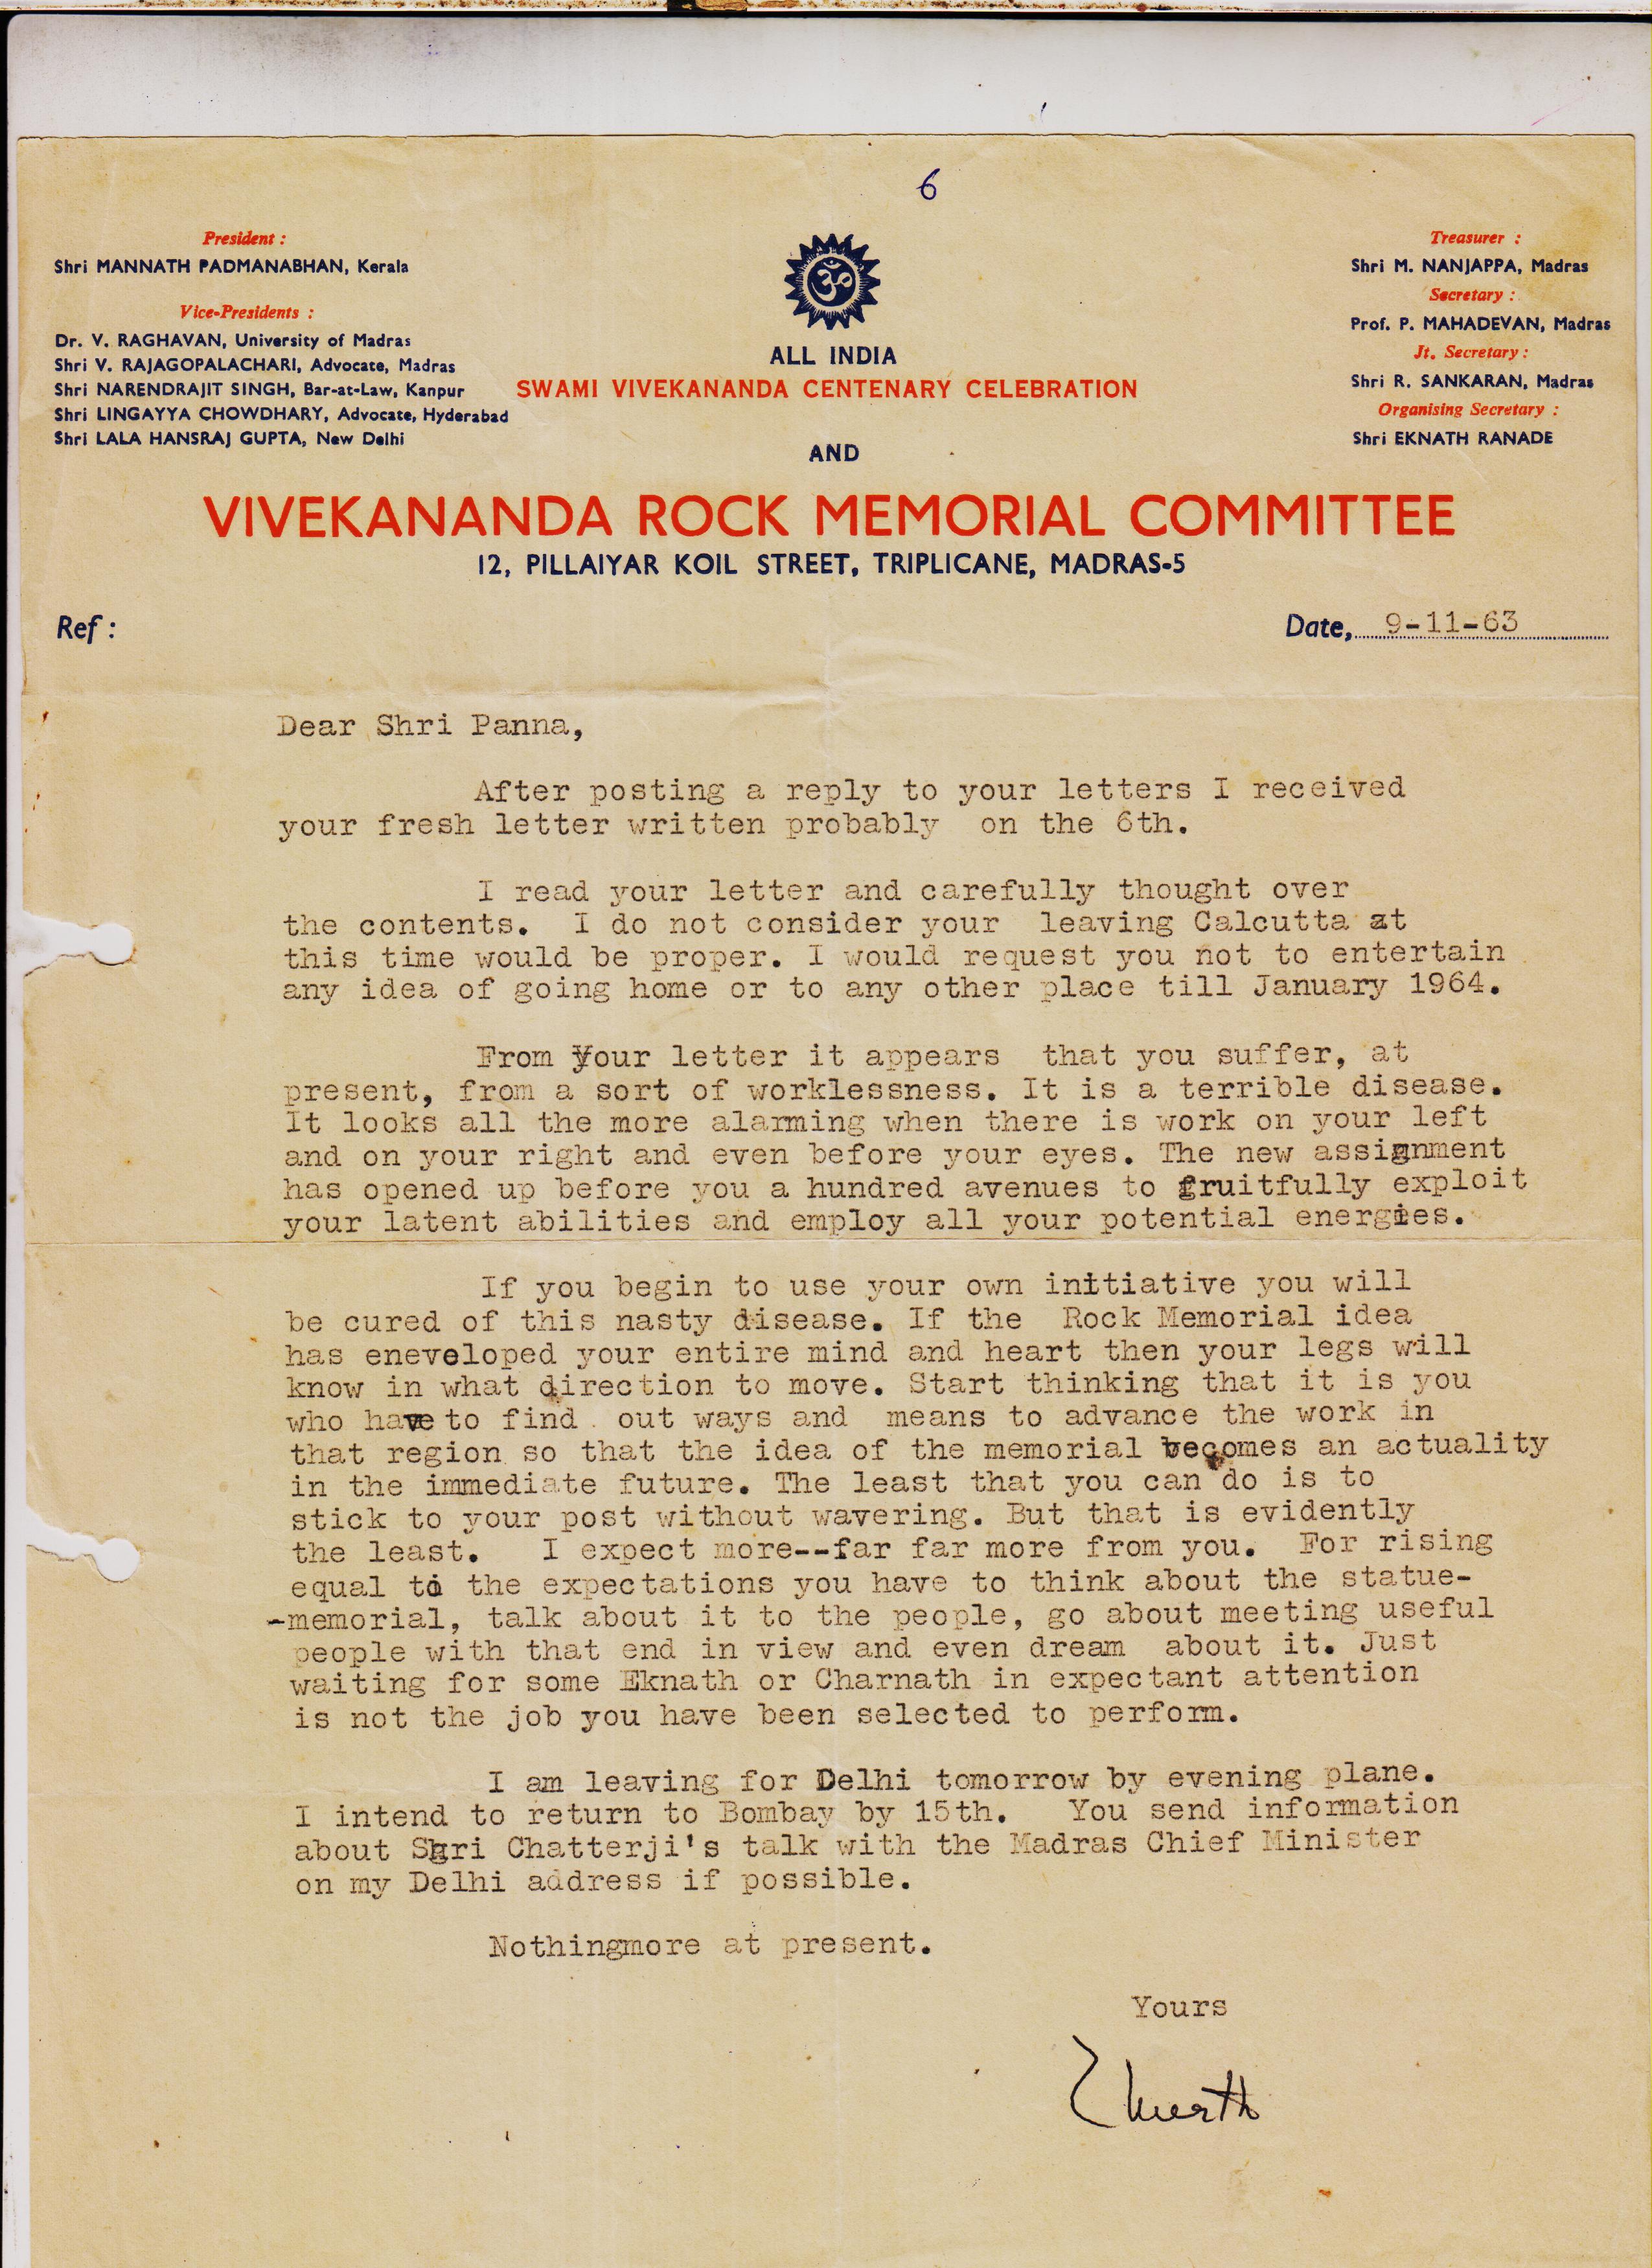 6
President :
Shri MANNATH PADMANABHAN, Kerala
Vice-Presidents :
Dr. V. RAGHAVAN, University of Madras
Shri V. RAJAGOPALACHARI, Advocate, Madras
Shri NARENDRAJIT SINGH, Bar-at-Law, Kanpur
Shri LINGAYYA CHOWDHARY, Advocate, Hyderabad
Shri LALA HANSRAJ GUPTA, New Delhi
ॐ
ALL INDIA
SWAMI VIVEKANANDA CENTENARY CELEBRATION
AND
Treasurer :
Shri M. NANJAPPA, Madras
Secretary :
Prof. P. MAHADEVAN, Madras
Jt. Secretary :
Shri R. SANKARAN, Madras
Organising Secretary :
Shri EKNATH RANADE
VIVEKANANDA ROCK MEMORIAL COMMITTEE
12, PILLAIYAR KOIL STREET, TRIPLICANE, MADRAS-5
Ref :
Date, 9-11-63
Dear Shri Panna,
After posting a reply to your letters I received
your fresh letter written probably on the 6th.
I read your letter and carefully thought over
the contents. I do not consider your leaving Calcutta at
this time would be proper. I would request you not to entertain
any idea of going home or to any other place till January 1964.
From your letter it appears that you suffer, at
present, from a sort of worklessness. It is a terrible disease.
It looks all the more alarming when there is work on your left
and on your right and even before your eyes. The new assignment
has opened up before you a hundred avenues to fruitfully exploit
your latent abilities and employ all your potential energies.
If you begin to use your own initiative you will
be cured of this nasty disease. If the Rock Memorial idea
has eneveloped your entire mind and heart then your legs will
know in what direction to move. Start thinking that it is you
who have to find out ways and means to advance the work in
that region so that the idea of the memorial becomes an actuality
in the immediate future. The least that you can do is to
stick to your post without wavering. But that is evidently
the least. I expect more--far far more from you. For rising
equal to the expectations you have to think about the statue-
-memorial, talk about it to the people, go about meeting useful
people with that end in view and even dream about it. Just
waiting for some Eknath or Charnath in expectant attention
is not the job you have been selected to perform.
I am leaving for Delhi tomorrow by evening plane.
I intend to return to Bombay by 15th. You send information
about Shri Chatterji's talk with the Madras Chief Minister
on my Delhi address if possible.
Nothingmore at present.
Yours
Eknath